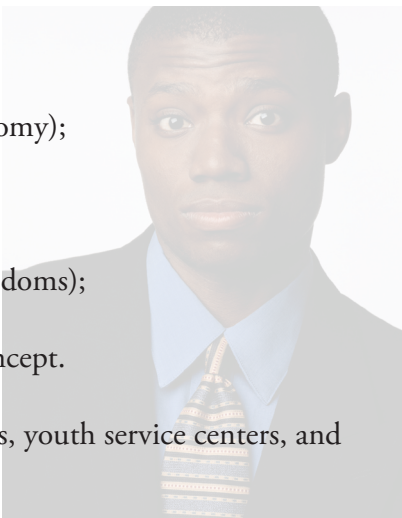 omy);
doms);
ncept.
s, youth service centers, and